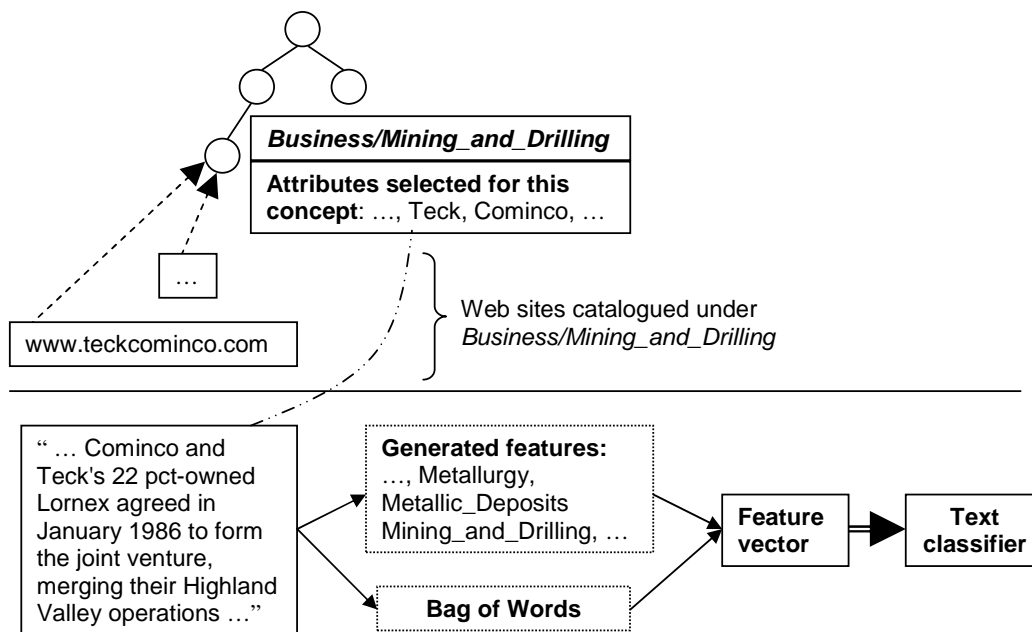 Business/Mining_and_Drilling
Attributes selected for this
concept: …, Teck, Cominco, …
…
www.teckcominco.com
Web sites catalogued under
Business/Mining_and_Drilling
“ … Cominco and
Teck's 22 pct-owned
Lornex agreed in
January 1986 to form
the joint venture,
merging their Highland
Valley operations …”
Generated features:
…, Metallurgy,
Metallic_Deposits
Mining_and_Drilling, …
Bag of Words
Feature
vector
Text
classifier